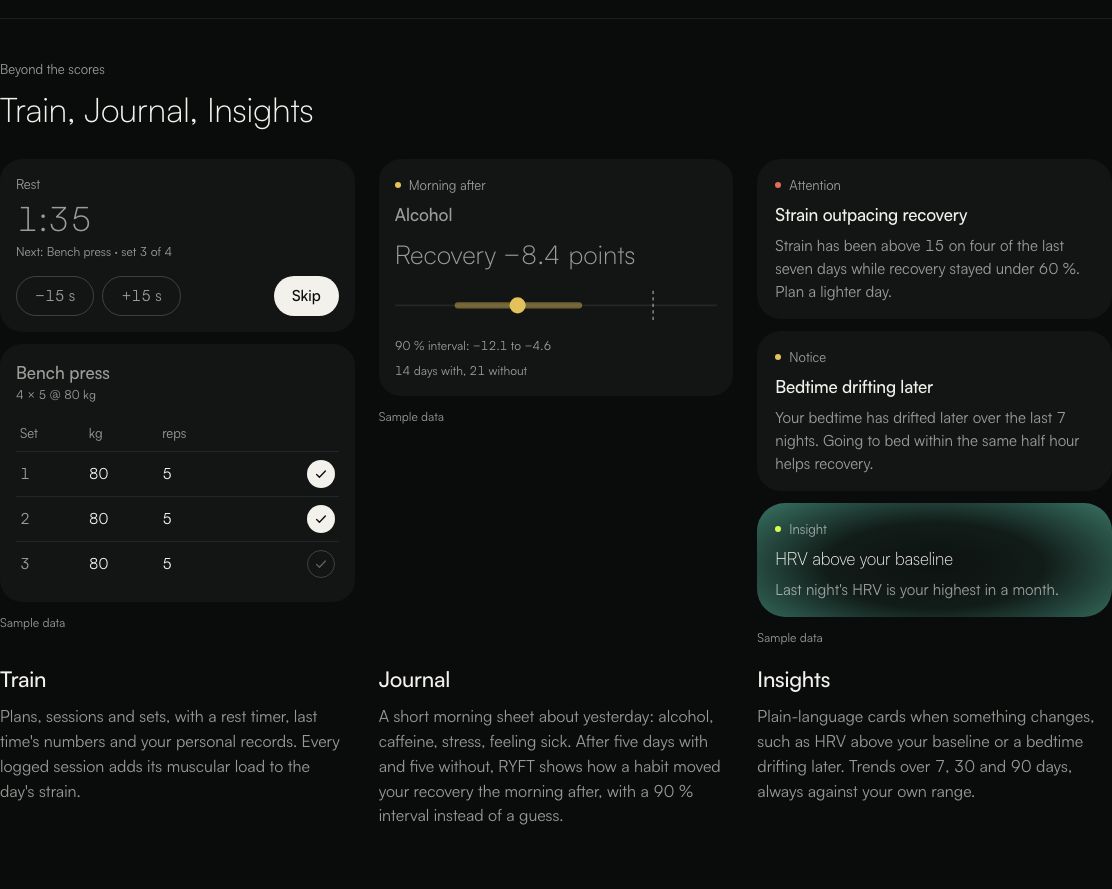 Beyond the scores
Train, Journal, Insights
Rest
1:35
Next: Bench press · set 3 of 4
−15 s
+15 s
Skip
Bench press
4 × 5 @ 80 kg
Set kg reps
1 80 5
2 80 5
3 80 5
Sample data
Morning after
Alcohol
Recovery −8.4 points
90 % interval: −12.1 to −4.6
14 days with, 21 without
Sample data
Attention
Strain outpacing recovery
Strain has been above 15 on four of the last
seven days while recovery stayed under 60 %.
Plan a lighter day.
Notice
Bedtime drifting later
Your bedtime has drifted later over the last 7
nights. Going to bed within the same half hour
helps recovery.
Insight
HRV above your baseline
Last night's HRV is your highest in a month.
Sample data
Train
Plans, sessions and sets, with a rest timer, last
time's numbers and your personal records. Every
logged session adds its muscular load to the
day's strain.
Journal
A short morning sheet about yesterday: alcohol,
caffeine, stress, feeling sick. After five days with
and five without, RYFT shows how a habit moved
your recovery the morning after, with a 90 %
interval instead of a guess.
Insights
Plain-language cards when something changes,
such as HRV above your baseline or a bedtime
drifting later. Trends over 7, 30 and 90 days,
always against your own range.